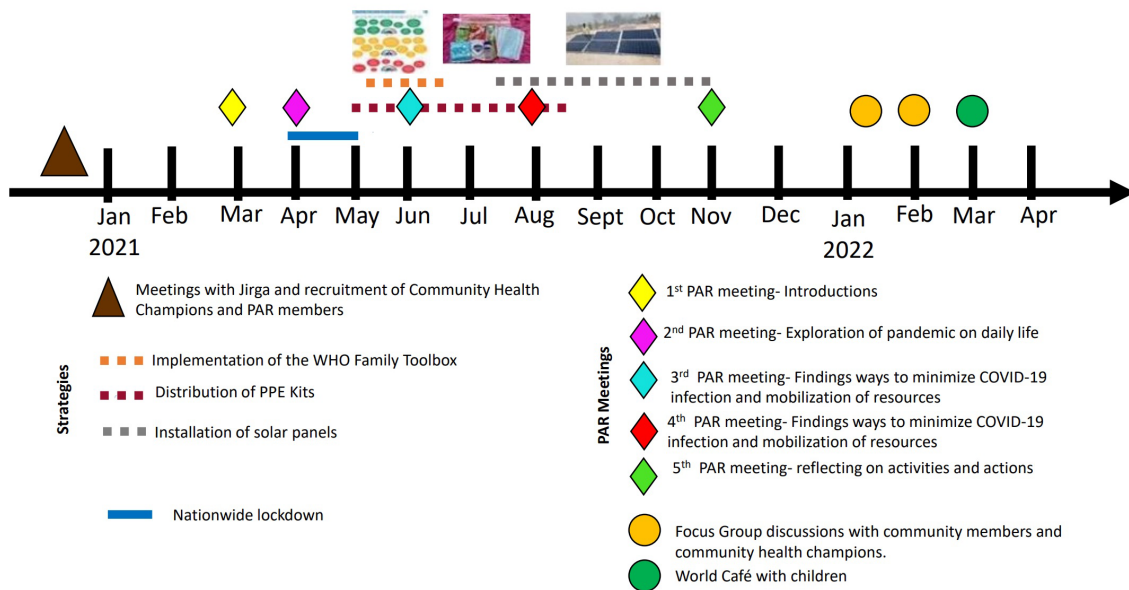 Jan Feb Mar Apr May Jun Jul Aug Sept Oct Nov Dec Jan Feb Mar Apr
2021 2022
Strategies
Meetings with Jirga and recruitment of Community Health
Champions and PAR members
Implementation of the WHO Family Toolbox
Distribution of PPE Kits
Installation of solar panels
Nationwide lockdown
PAR Meetings
1st PAR meeting- Introductions
2nd PAR meeting- Exploration of pandemic on daily life
3rd PAR meeting- Findings ways to minimize COVID-19
infection and mobilization of resources
4th PAR meeting- Findings ways to minimize COVID-19
infection and mobilization of resources
5th PAR meeting- reflecting on activities and actions
Focus Group discussions with community members and
community health champions.
World Café with children